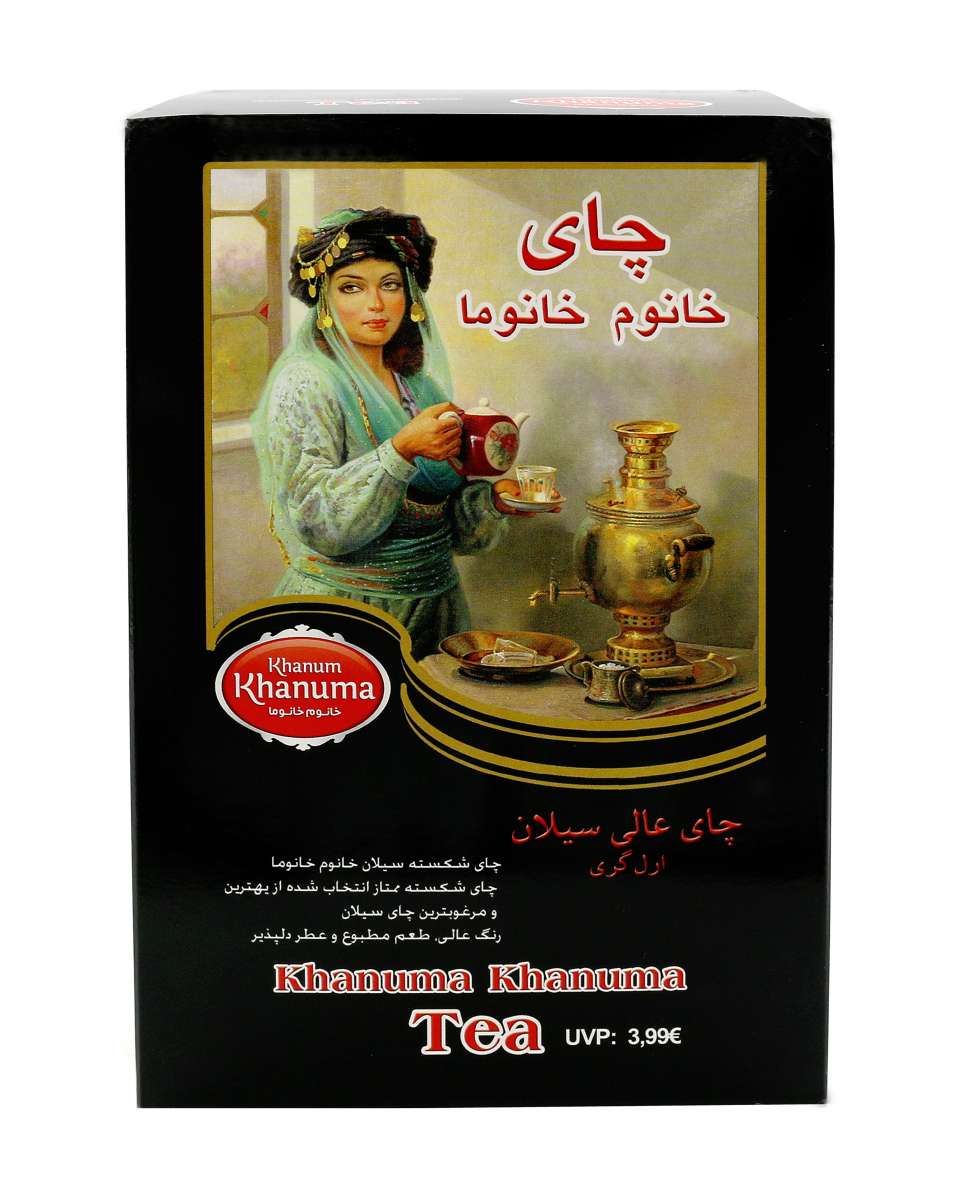 چای
خانوم خانوما
Khanum
Khanuma
خانوم خانوما
چای عالی سیلان
ارل گری
چای شکسته سیلان خانوم خانوما
چای شکسته ممتاز انتخاب شده از بهترین
و مرغوبترین چای سیلان
رنگ عالی، طعم مطبوع و عطر دلپذیر
Khanuma Khanuma
Tea UVP: 3,99€